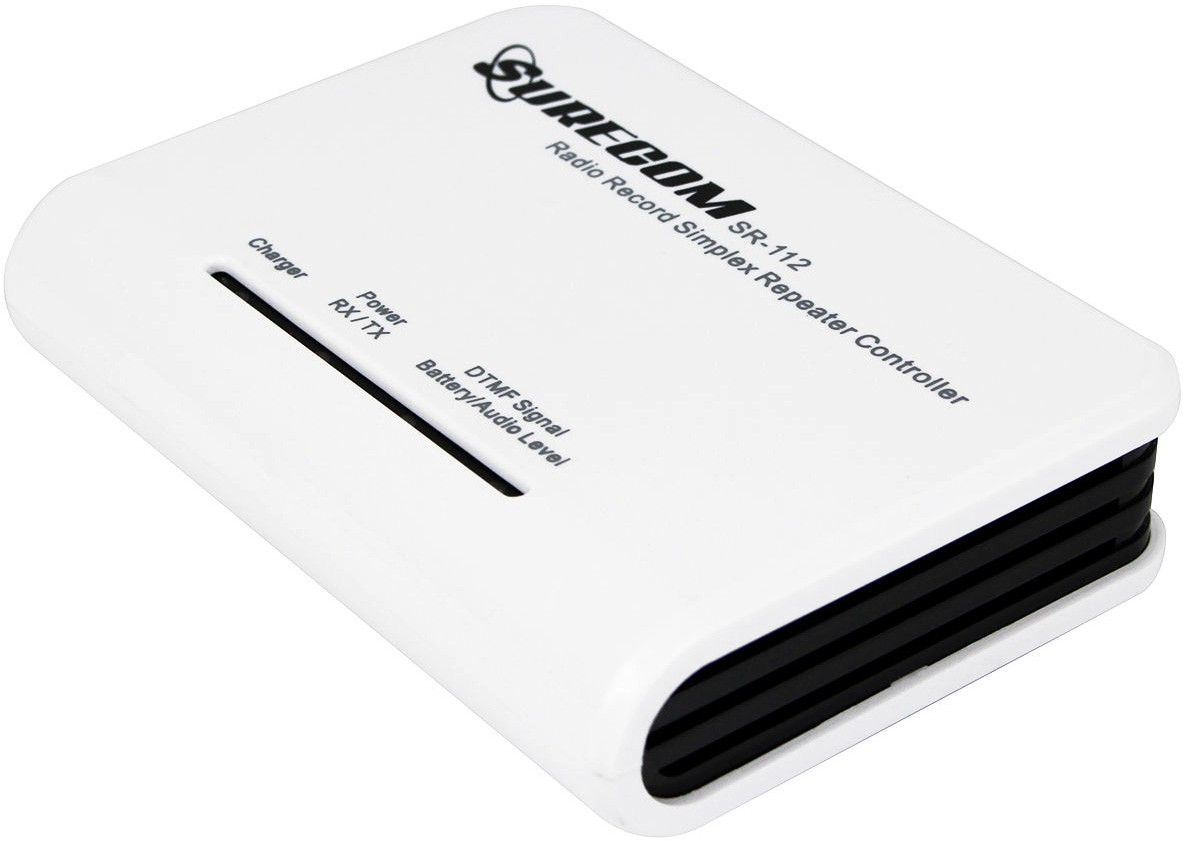 SURECOM SR-112
Radio Record Simplex Repeater Controller
Charger
Power
RX / TX
DTMF Signal
Battery/Audio Level